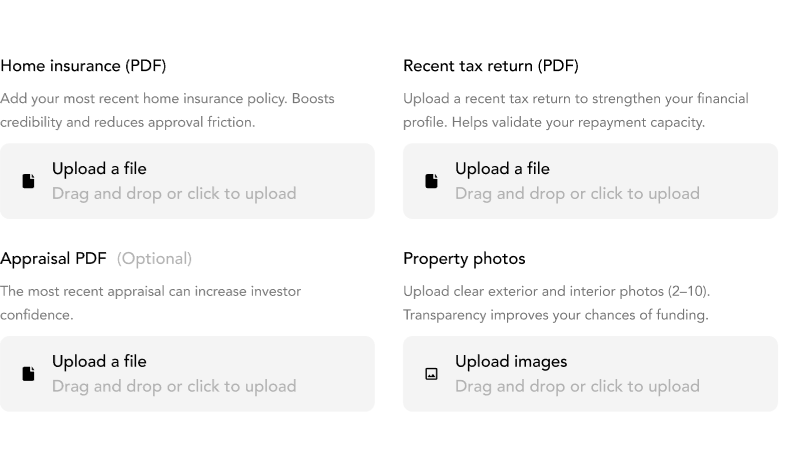 Home insurance (PDF)
Add your most recent home insurance policy. Boosts
credibility and reduces approval friction.
Upload a file
Drag and drop or click to upload
Recent tax return (PDF)
Upload a recent tax return to strengthen your financial
profile. Helps validate your repayment capacity.
Upload a file
Drag and drop or click to upload
Appraisal PDF (Optional)
The most recent appraisal can increase investor
confidence.
Upload a file
Drag and drop or click to upload
Property photos
Upload clear exterior and interior photos (2–10).
Transparency improves your chances of funding.
Upload images
Drag and drop or click to upload